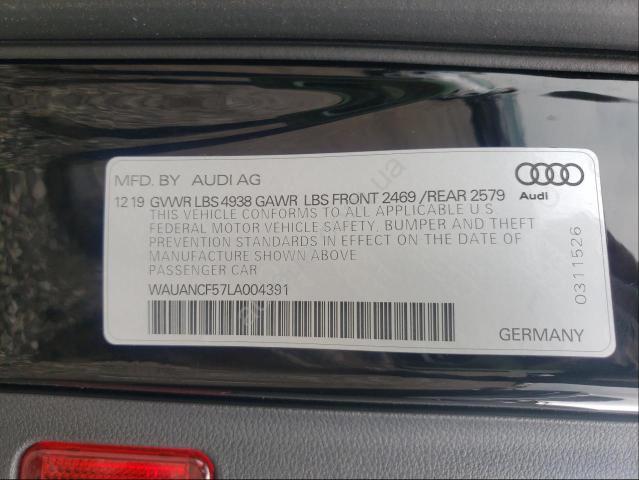 MFD. BY AUDI AG
12 19 GVWR LBS 4938 GAWR LBS FRONT 2469 /REAR 2579
THIS VEHICLE CONFORMS TO ALL APPLICABLE U.S.
FEDERAL MOTOR VEHICLE SAFETY, BUMPER AND THEFT
PREVENTION STANDARDS IN EFFECT ON THE DATE OF
MANUFACTURE SHOWN ABOVE
PASSENGER CAR
WAUANCF57LA004391
Audi
0311526
GERMANY